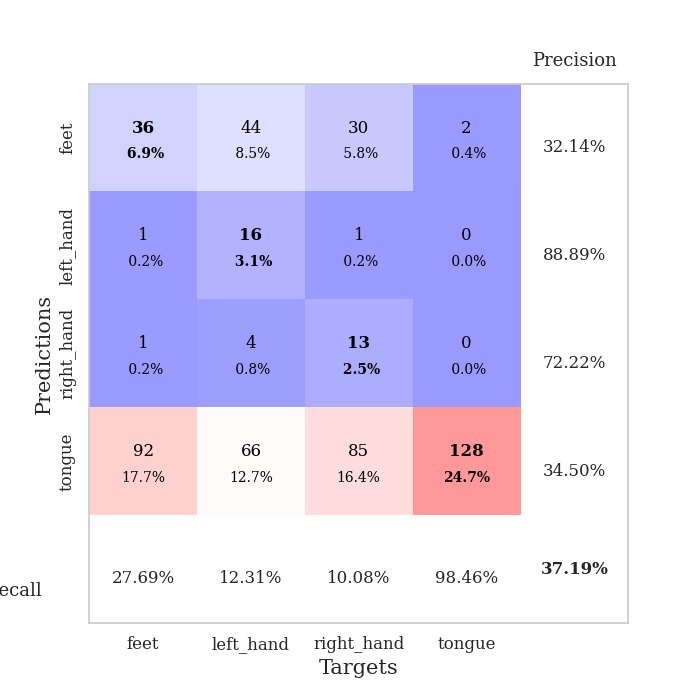 Precision
feet 36 44 30 2 32.14%
6.9% 8.5% 5.8% 0.4%
left_hand 1 16 1 0 88.89%
0.2% 3.1% 0.2% 0.0%
Predictions
right_hand 1 4 13 0 72.22%
0.2% 0.8% 2.5% 0.0%
tongue 92 66 85 128 34.50%
17.7% 12.7% 16.4% 24.7%
ecall 27.69% 12.31% 10.08% 98.46% 37.19%
feet left_hand right_hand tongue
Targets